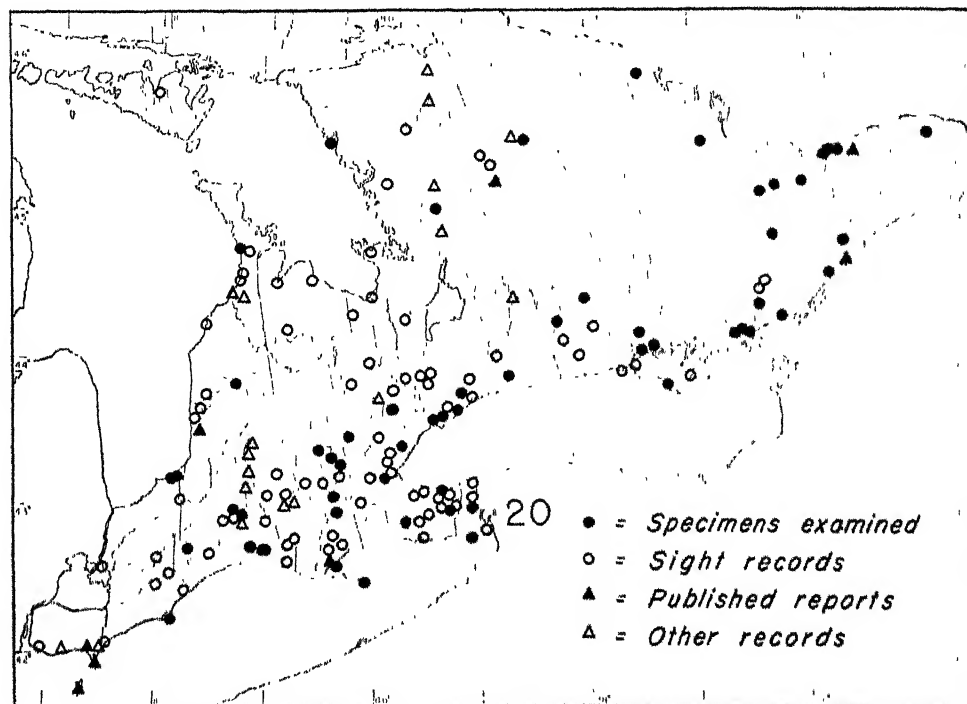 20
● = Specimens examined
○ = Sight records
▲ = Published reports
△ = Other records